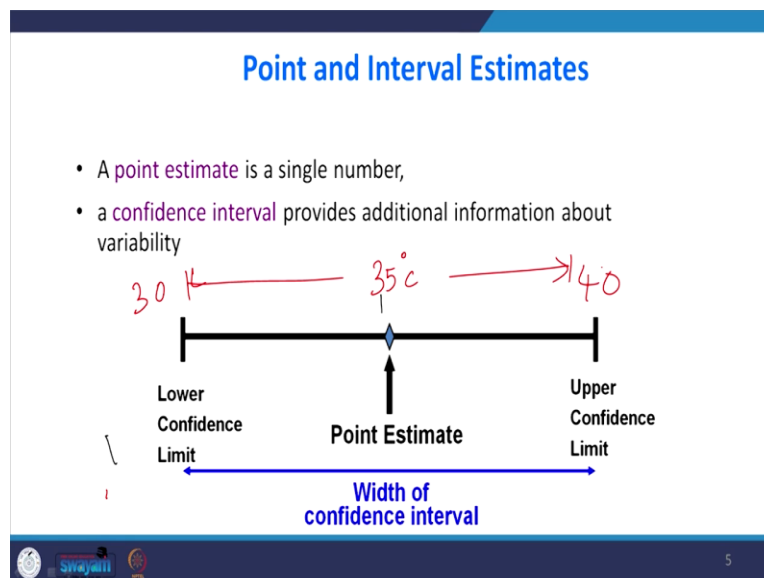 Point and Interval Estimates
• A point estimate is a single number,
• a confidence interval provides additional information about
variability
30 35°c 40
Lower
Confidence
Limit
Point Estimate
Upper
Confidence
Limit
Width of
confidence interval
swayam
5